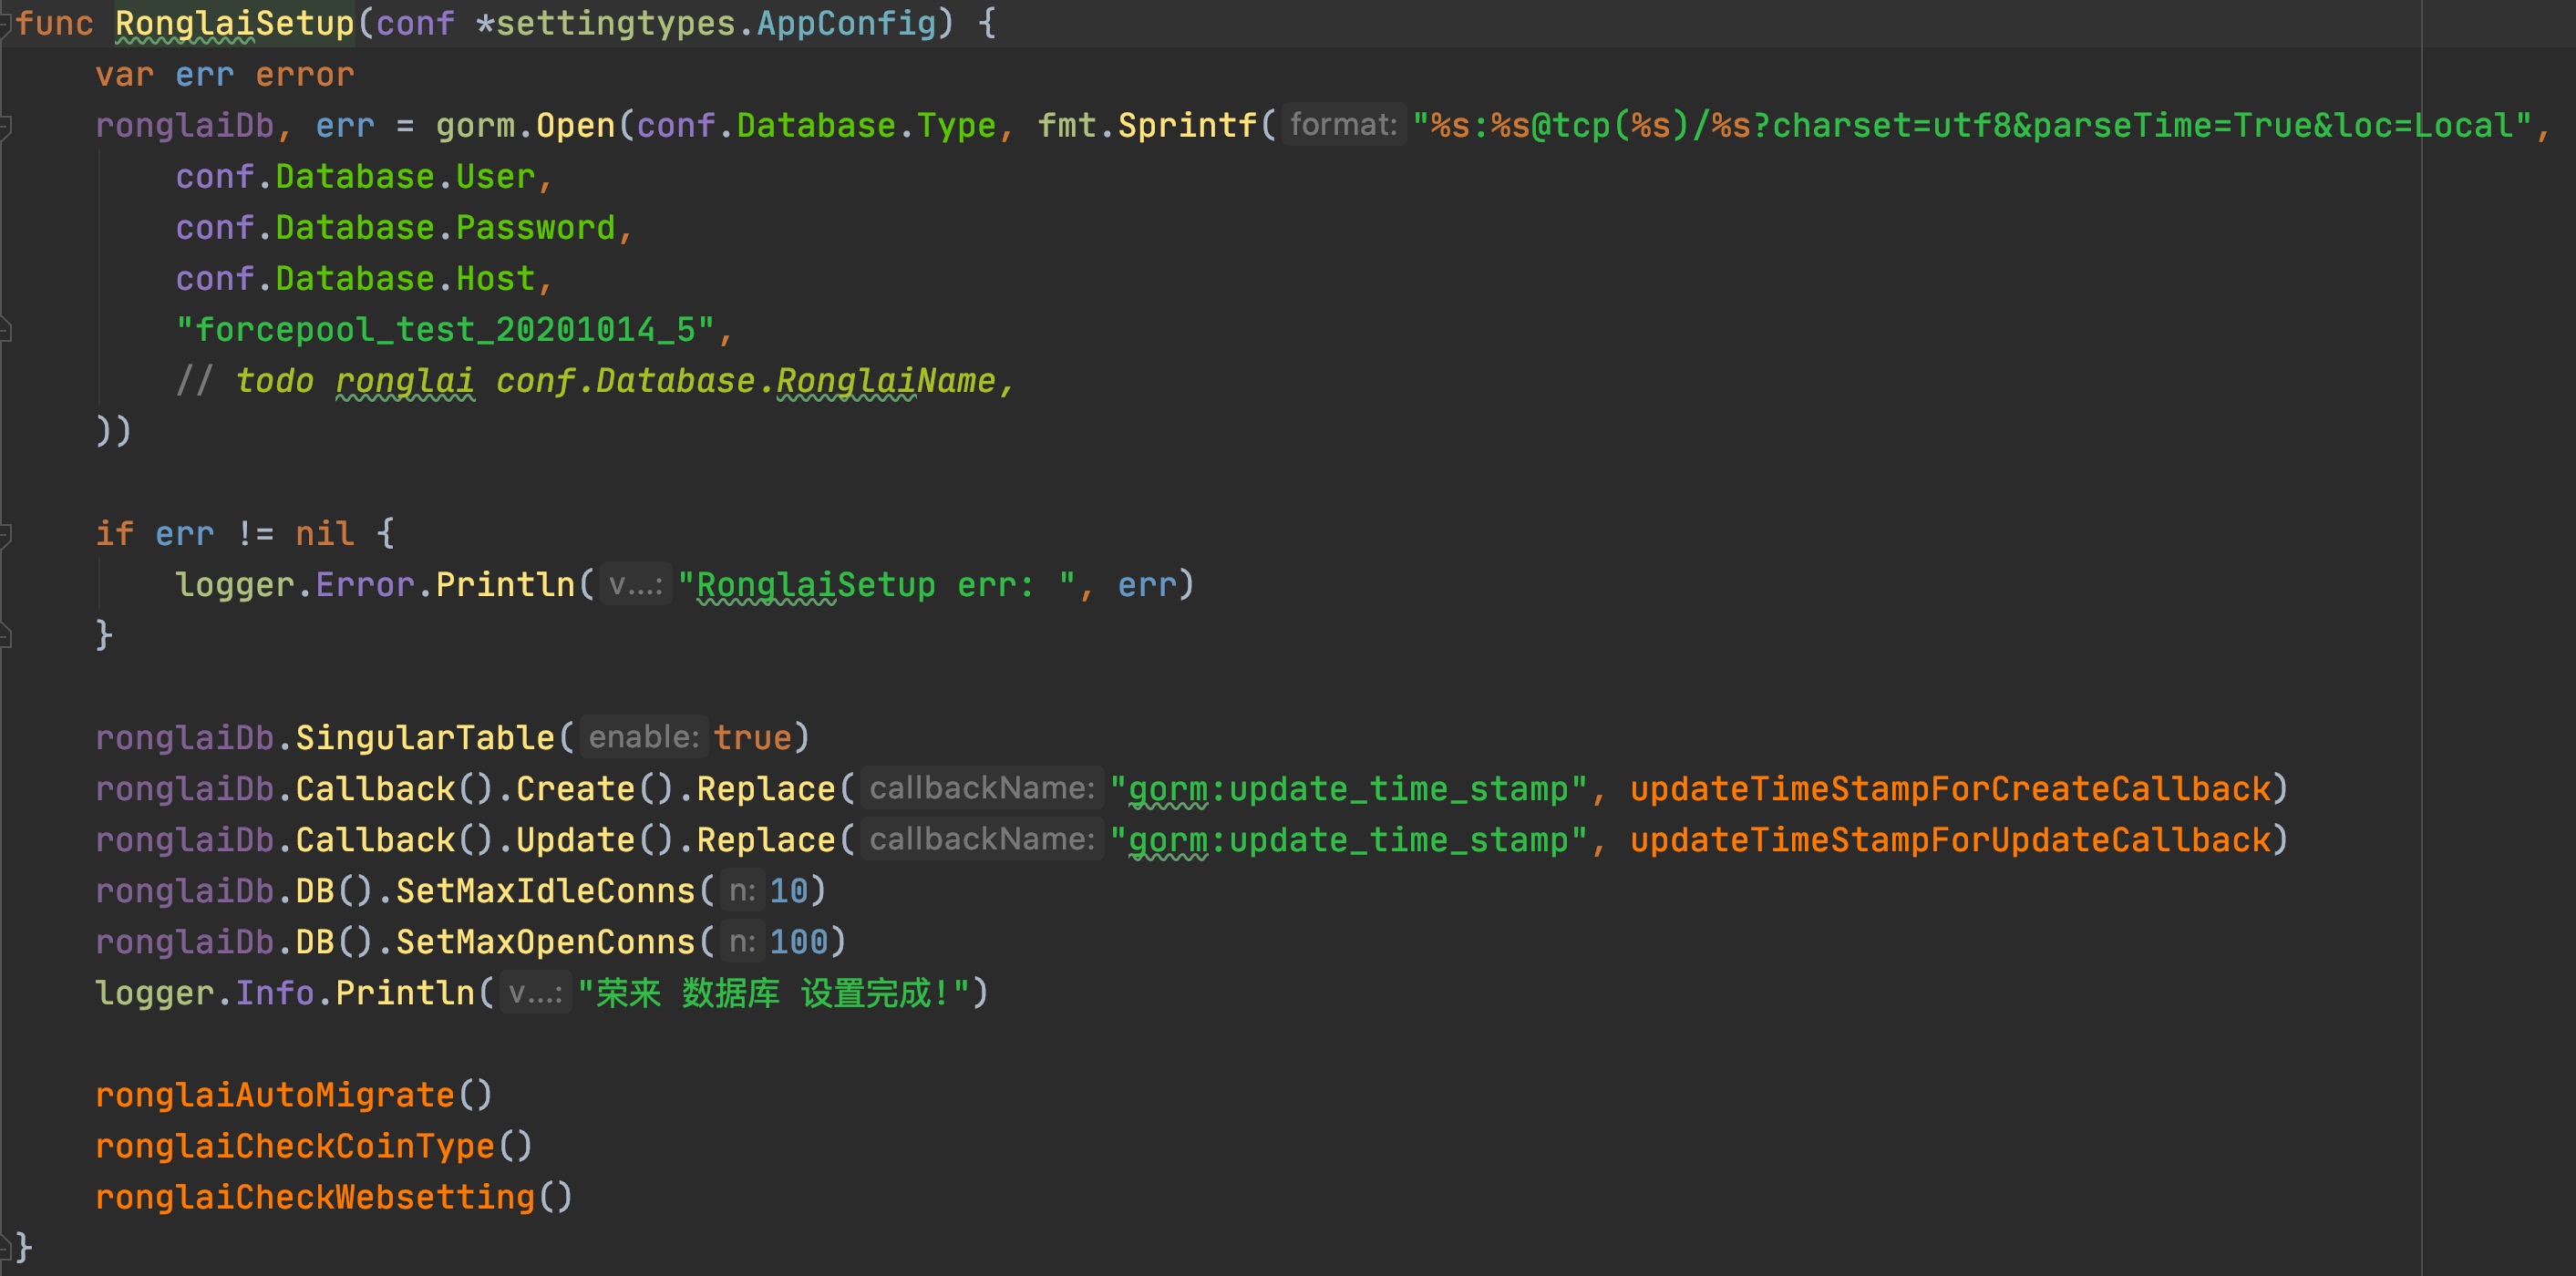 func RonglaiSetup(conf *settingtypes.AppConfig) {
    var err error
    ronglaiDb, err = gorm.Open(conf.Database.Type, fmt.Sprintf( format: "%s:%s@tcp(%s)/%s?charset=utf8&parseTime=True&loc=Local",
        conf.Database.User,
        conf.Database.Password,
        conf.Database.Host,
        "forcepool_test_20201014_5",
        // todo ronglai conf.Database.RonglaiName,
    ))

    if err != nil {
        logger.Error.Println( v...: "RonglaiSetup err: ", err)
    }

    ronglaiDb.SingularTable( enable: true)
    ronglaiDb.Callback().Create().Replace( callbackName: "gorm:update_time_stamp", updateTimeStampForCreateCallback)
    ronglaiDb.Callback().Update().Replace( callbackName: "gorm:update_time_stamp", updateTimeStampForUpdateCallback)
    ronglaiDb.DB().SetMaxIdleConns( n: 10)
    ronglaiDb.DB().SetMaxOpenConns( n: 100)
    logger.Info.Println( v...: "荣来 数据库 设置完成!")

    ronglaiAutoMigrate()
    ronglaiCheckCoinType()
    ronglaiCheckWebsetting()
}